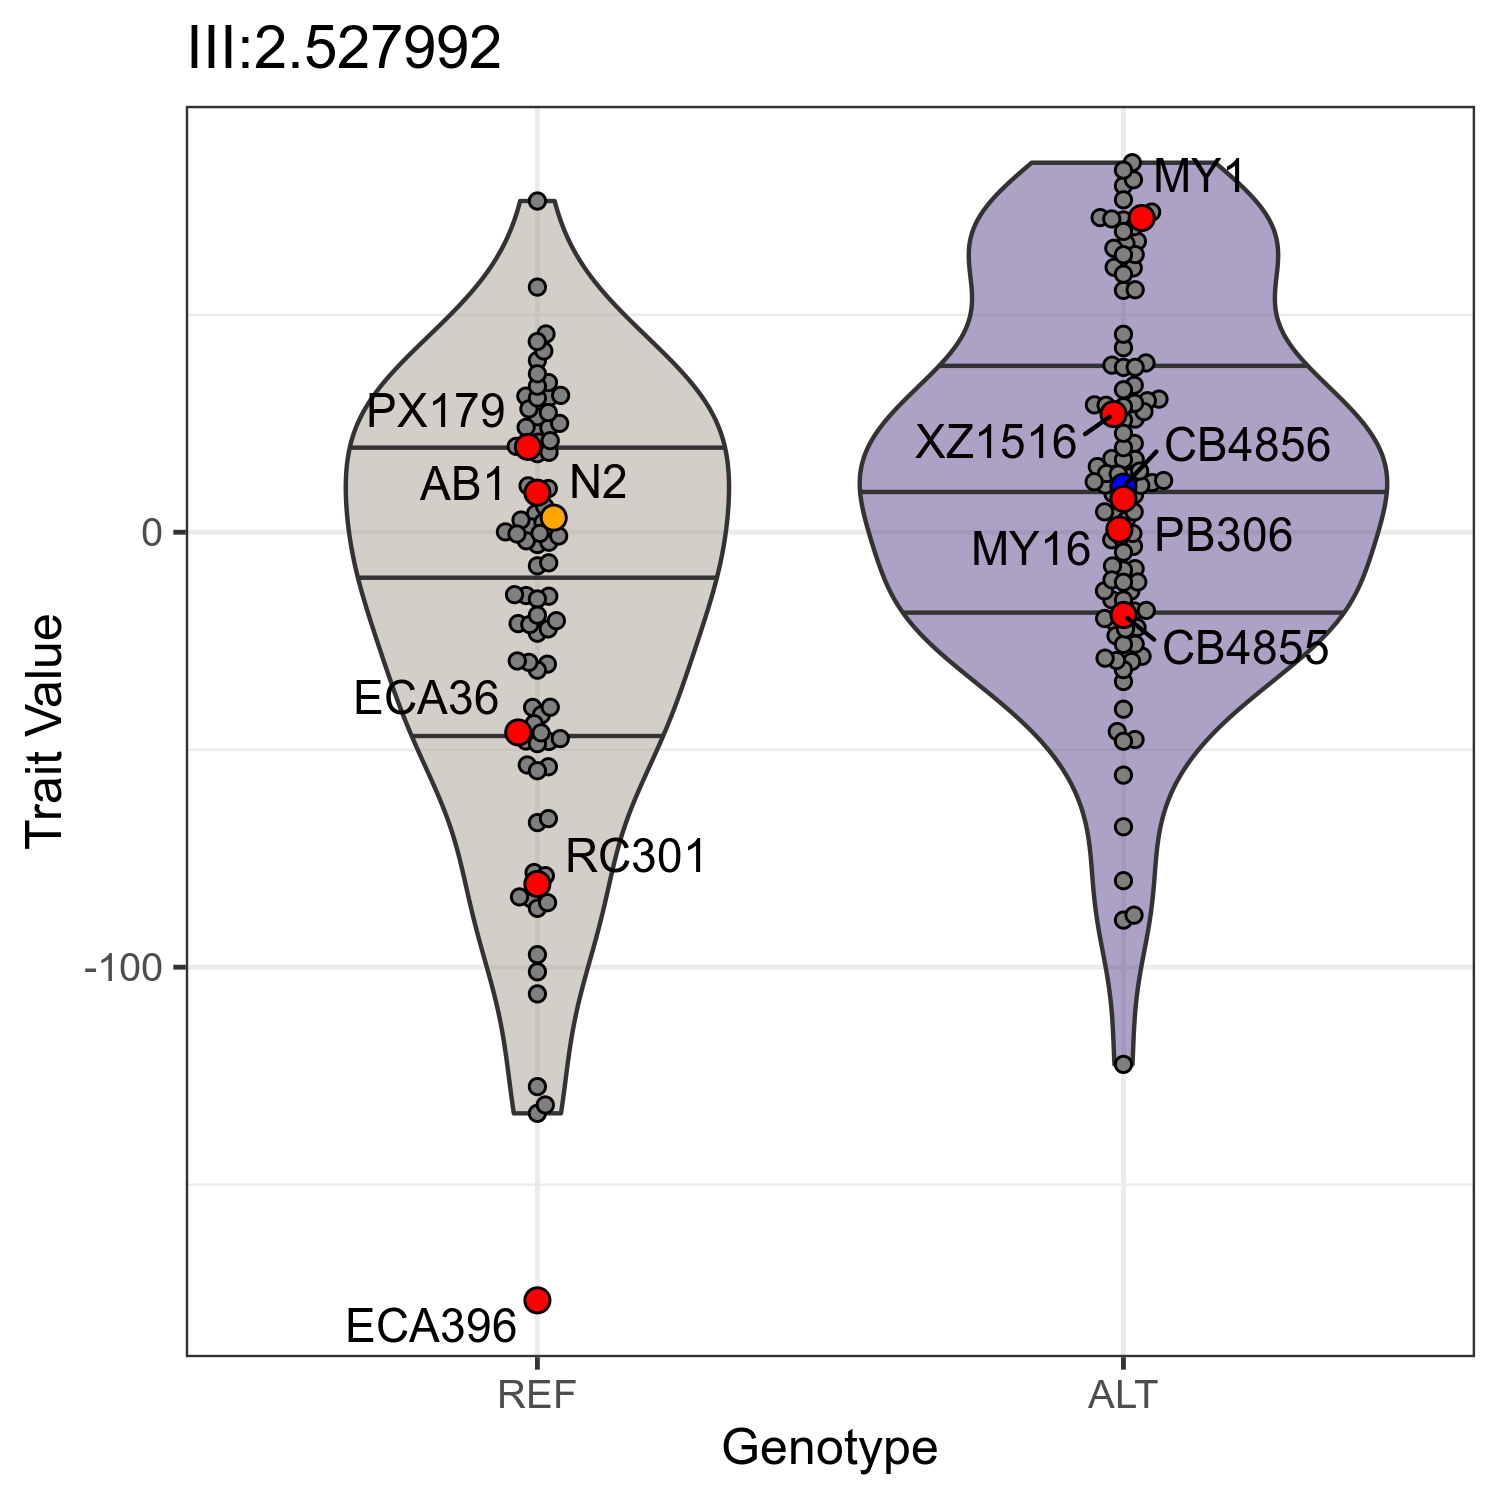 III:2.527992
MY1
PX179
XZ1516
CB4856
AB1
N2
0
MY16
PB306
CB4855
ECA36
Trait Value
RC301
-100
ECA396
REF
ALT
Genotype